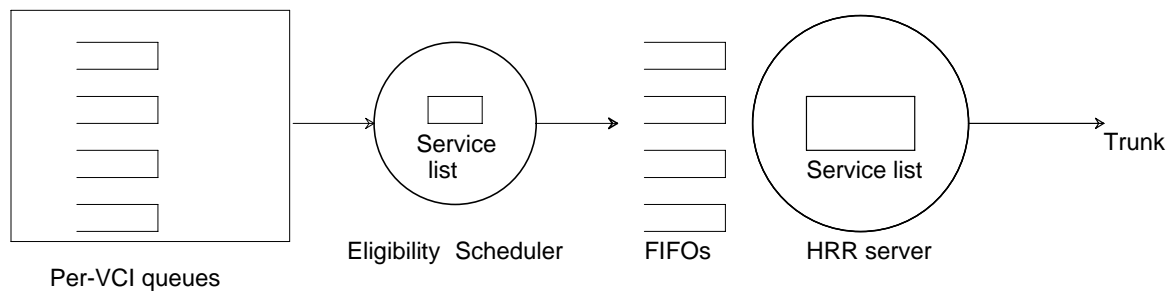 Service
list
Service list
Trunk
Eligibility Scheduler
FIFOs
HRR server
Per-VCI queues